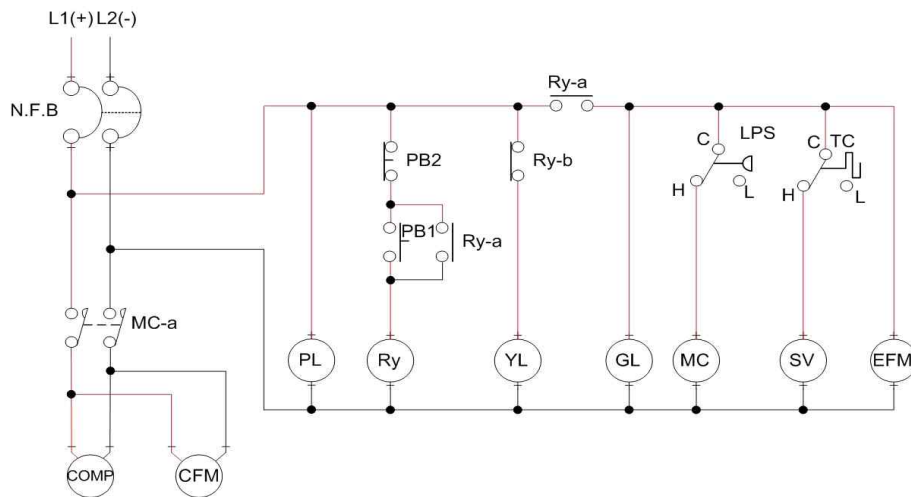 L1(+) L2(-)
N.F.B
Ry-a
PB2
Ry-b
C LPS
H
L
C TC
H
L
PB1
Ry-a
MC-a
PL
Ry
YL
GL
MC
SV
EFM
COMP
CFM